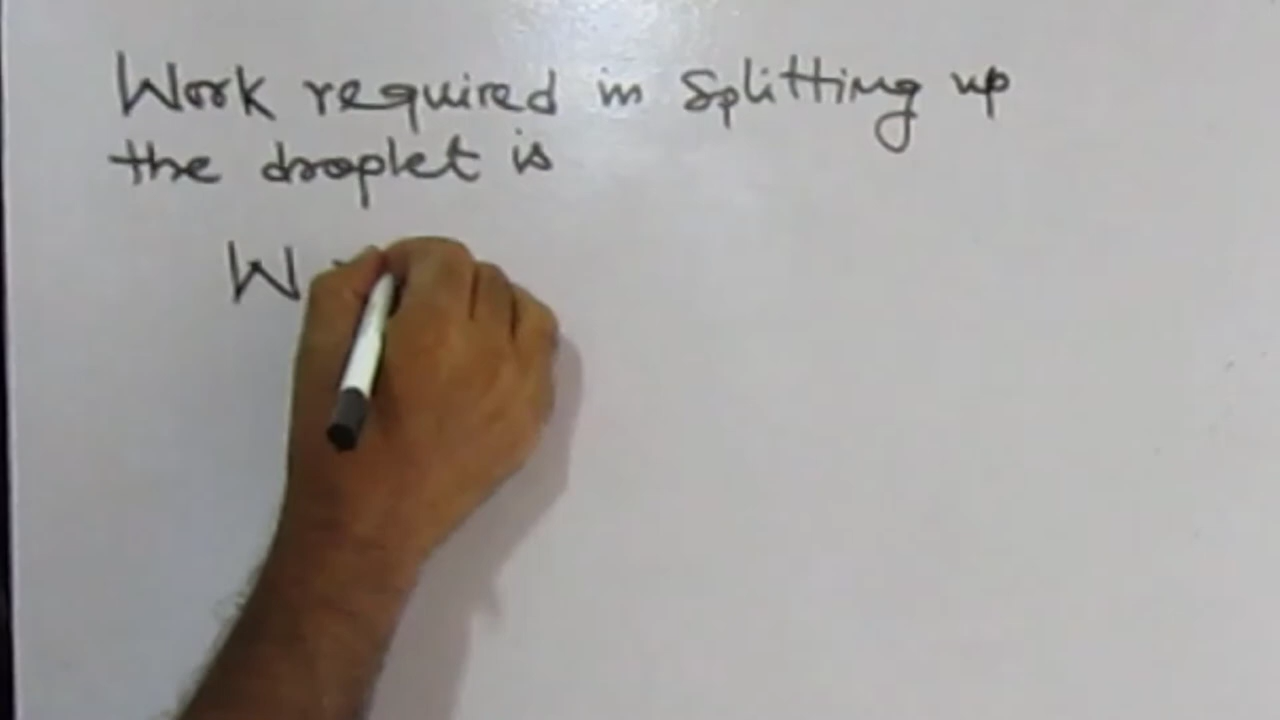 Work required in splitting up
the droplet is
W